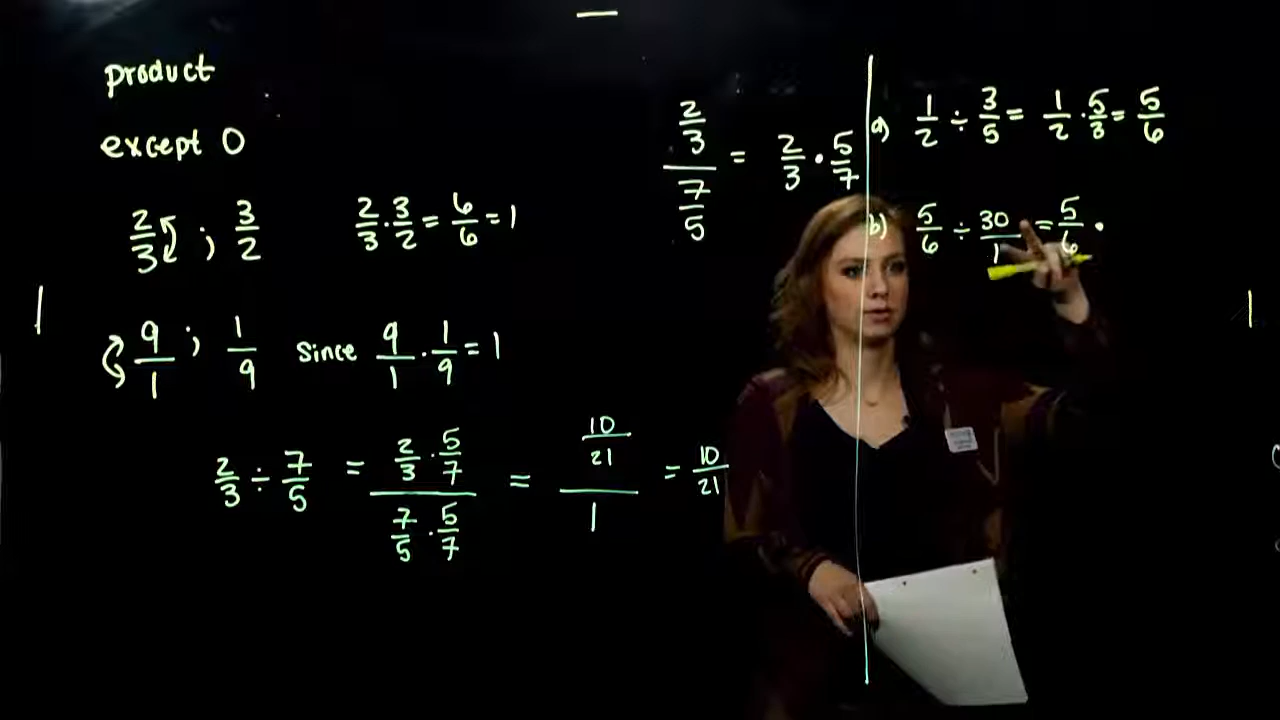 product
except 0
2/3 ; 3/2    2/3 · 3/2 = 6/6 = 1
9/1 ; 1/9    since 9/1 · 1/9 = 1
2/3 ÷ 7/5 = (2/3 · 5/7)/(7/5 · 5/7) = (10/21)/1 = 10/21
(2/3)/(7/5) = 2/3 · 5/7
a) 1/2 ÷ 3/5 = 1/2 · 5/3 = 5/6
b) 5/6 ÷ 30/1 = 5/6 ·